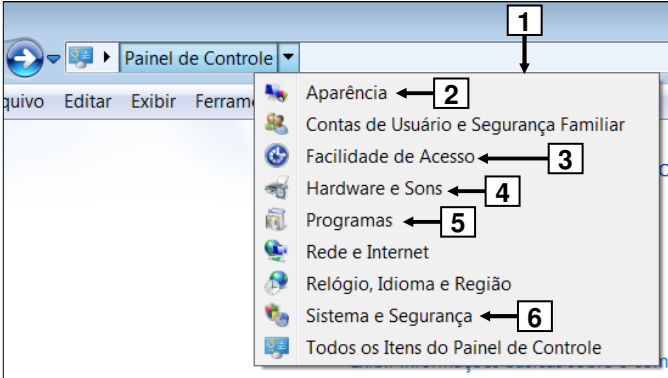 1
Painel de Controle
quivo Editar Exibir Ferram
Aparência 2
Contas de Usuário e Segurança Familiar
Facilidade de Acesso 3
Hardware e Sons 4
Programas 5
Rede e Internet
Relógio, Idioma e Região
Sistema e Segurança 6
Todos os Itens do Painel de Controle